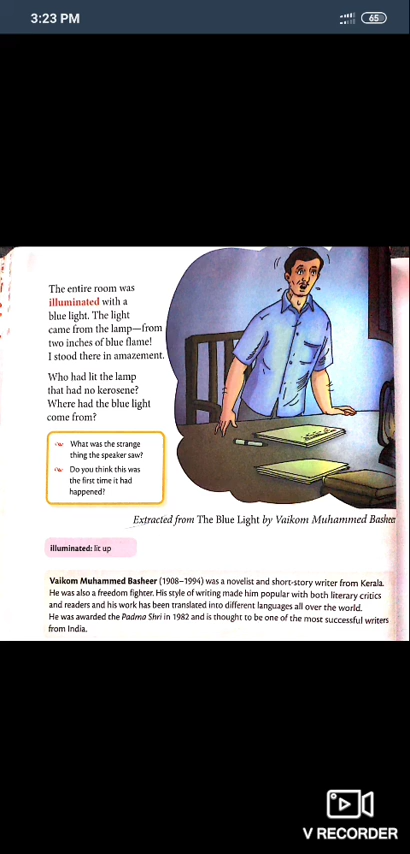 3:23 PM
65
The entire room was
illuminated with a
blue light. The light
came from the lamp—from
two inches of blue flame!
I stood there in amazement.
Who had lit the lamp
that had no kerosene?
Where had the blue light
come from?
What was the strange
thing the speaker saw?
Do you think this was
the first time it had
happened?
Extracted from The Blue Light by Vaikom Muhammed Basheer
illuminated: lit up
Vaikom Muhammed Basheer (1908–1994) was a novelist and short-story writer from Kerala.
He was also a freedom fighter. His style of writing made him popular with both literary critics
and readers and his work has been translated into different languages all over the world.
He was awarded the Padma Shri in 1982 and is thought to be one of the most successful writers
from India.
V RECORDER